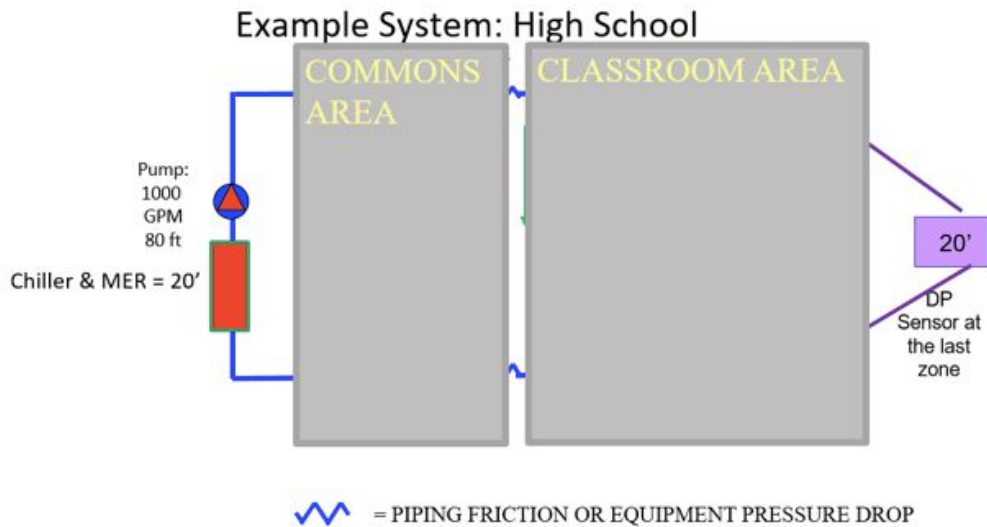 Example System: High School
COMMONS
AREA
CLASSROOM AREA
Pump:
1000
GPM
80 ft
Chiller & MER = 20’
20’
DP
Sensor at
the last
zone
= PIPING FRICTION OR EQUIPMENT PRESSURE DROP